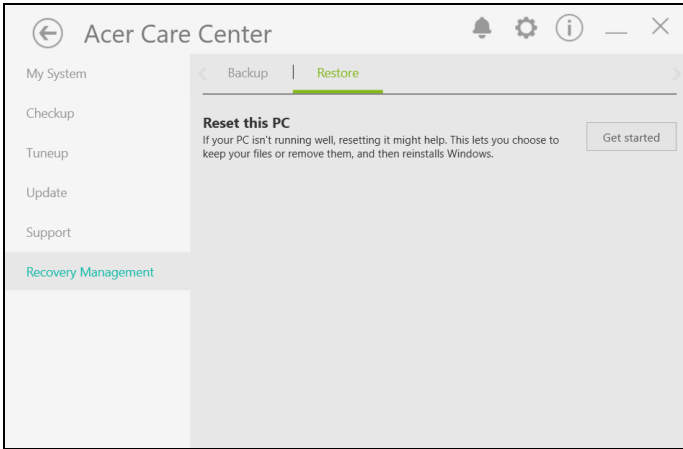 Acer Care Center
My System
Checkup
Tuneup
Update
Support
Recovery Management
Backup | Restore
Reset this PC
If your PC isn't running well, resetting it might help. This lets you choose to
keep your files or remove them, and then reinstalls Windows.
Get started